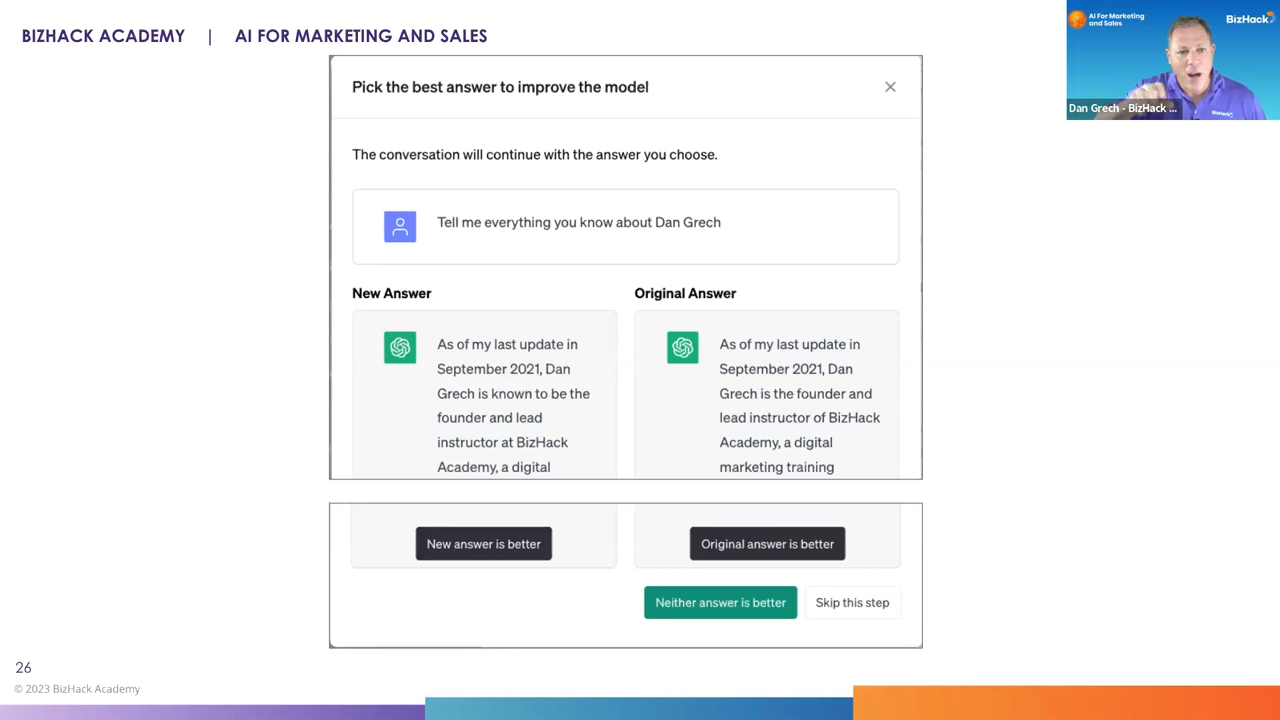 BIZHACK ACADEMY | AI FOR MARKETING AND SALES
AI For Marketing
and Sales
BizHack
Dan Grech - BizHack ...
Pick the best answer to improve the model
The conversation will continue with the answer you choose.
Tell me everything you know about Dan Grech
New Answer
As of my last update in
September 2021, Dan
Grech is known to be the
founder and lead
instructor at BizHack
Academy, a digital
Original Answer
As of my last update in
September 2021, Dan
Grech is the founder and
lead instructor of BizHack
Academy, a digital
marketing training
New answer is better
Original answer is better
Neither answer is better
Skip this step
26
© 2023 BizHack Academy